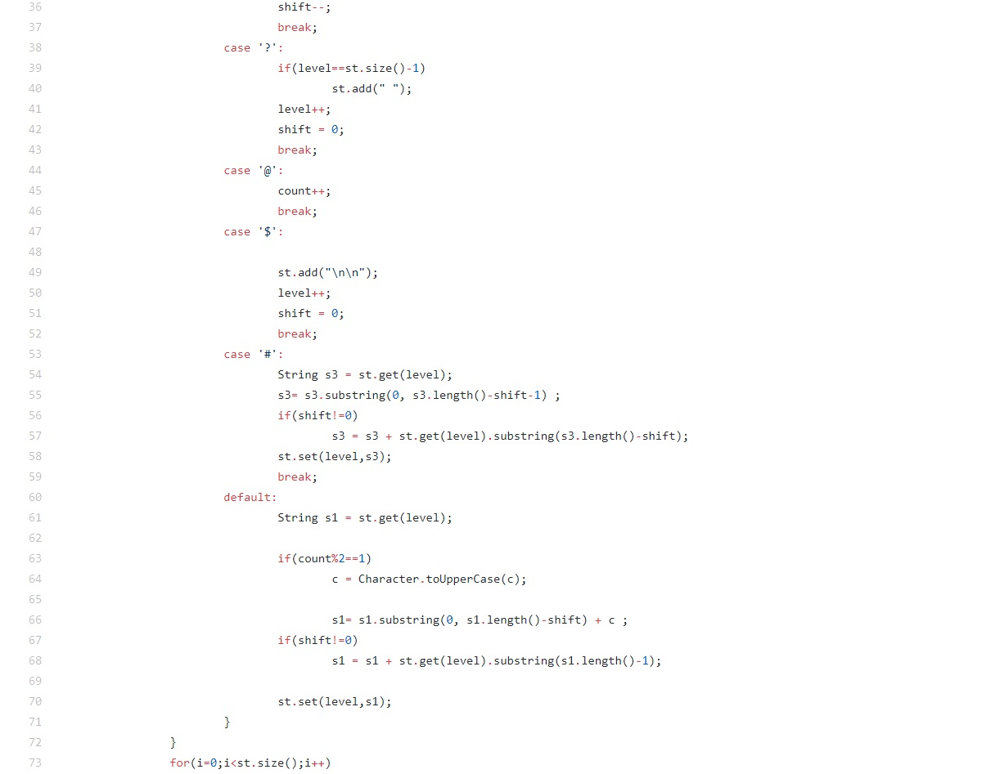 36 shift--;
37 break;
38 case '?':
39 if(level==st.size()-1)
40 st.add(" ");
41 level++;
42 shift = 0;
43 break;
44 case '@':
45 count++;
46 break;
47 case '$':
48
49 st.add("\n\n");
50 level++;
51 shift = 0;
52 break;
53 case '#':
54 String s3 = st.get(level);
55 s3= s3.substring(0, s3.length()-shift-1) ;
56 if(shift!=0)
57 s3 = s3 + st.get(level).substring(s3.length()-shift);
58 st.set(level,s3);
59 break;
60 default:
61 String s1 = st.get(level);
62
63 if(count%2==1)
64 c = Character.toUpperCase(c);
65
66 s1= s1.substring(0, s1.length()-shift) + c ;
67 if(shift!=0)
68 s1 = s1 + st.get(level).substring(s1.length()-1);
69
70 st.set(level,s1);
71 }
72 }
73 for(i=0;i<st.size();i++)